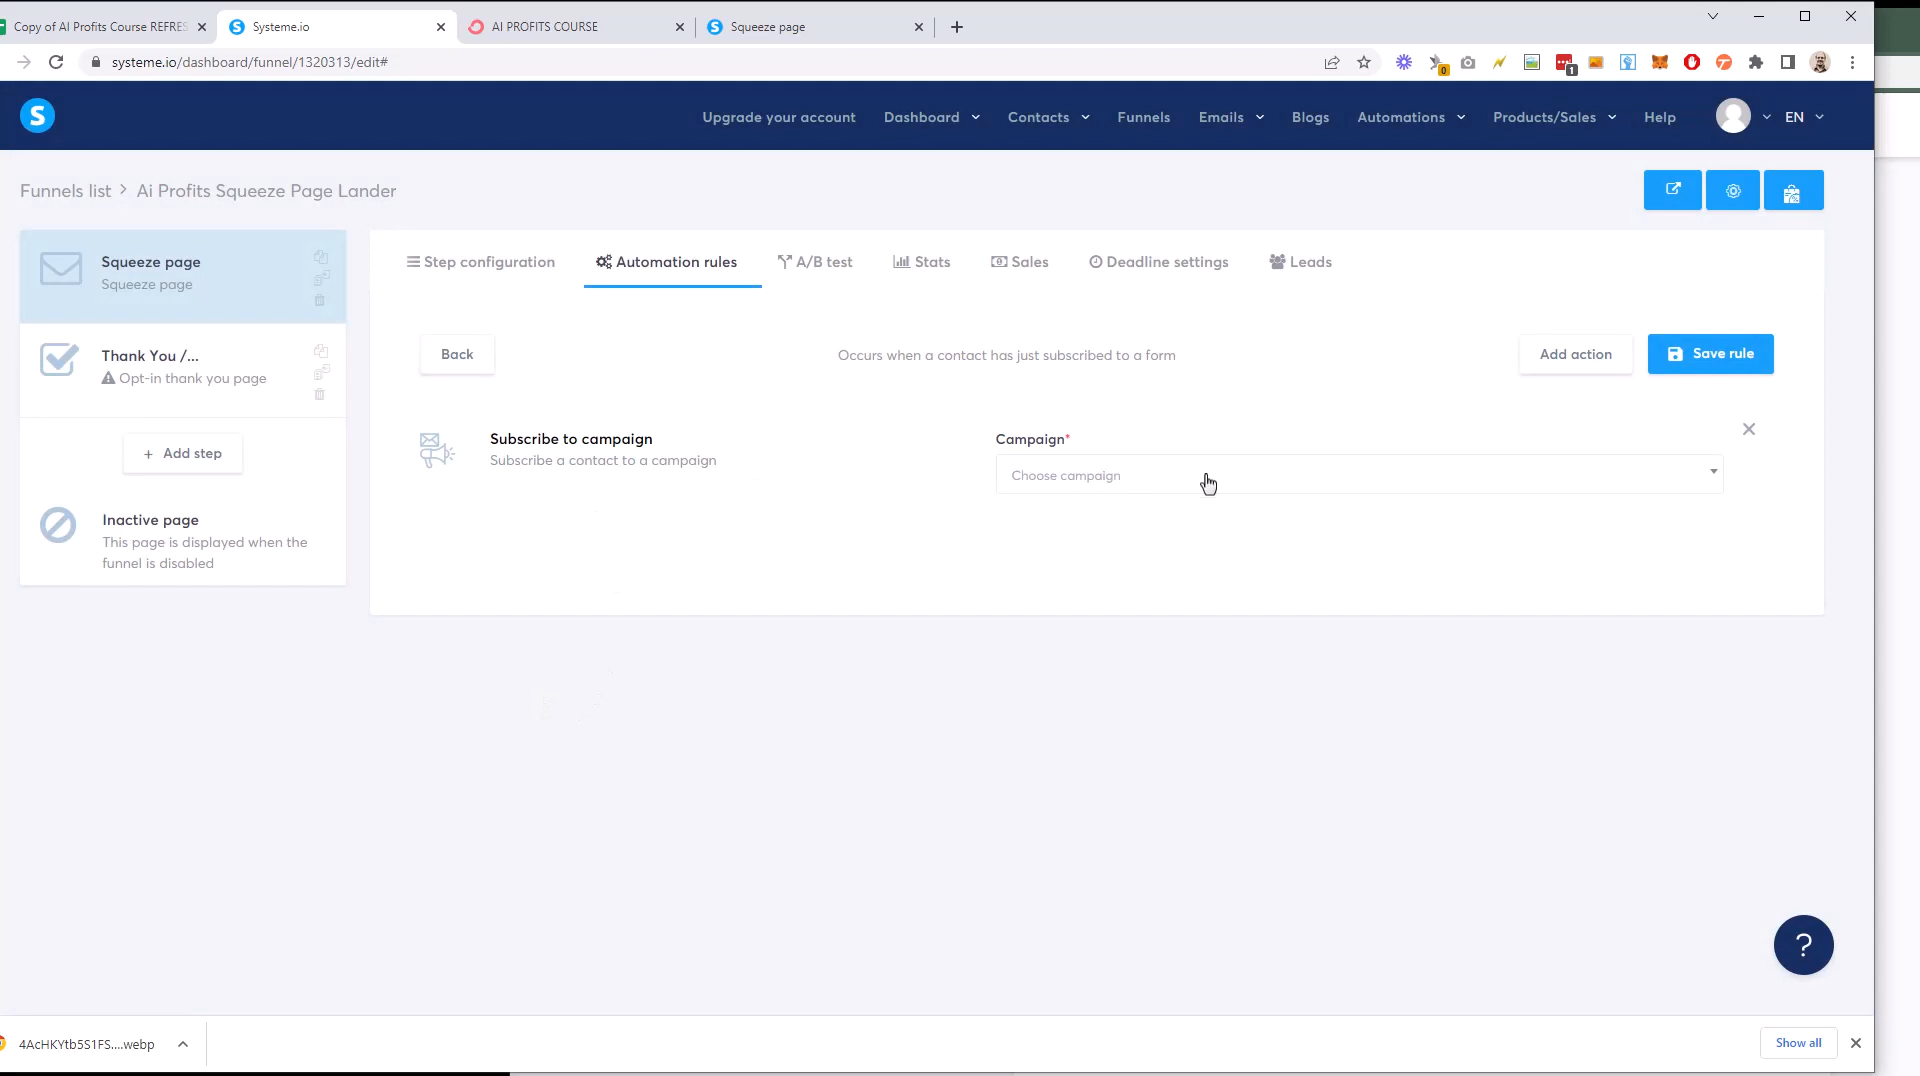 Copy of AI Profits Course REFRES
Systeme.io
AI PROFITS COURSE
Squeeze page
systeme.io/dashboard/funnel/1320313/edit#
0
1
S
Upgrade your account
Dashboard
Contacts
Funnels
Emails
Blogs
Automations
Products/Sales
Help
EN
Funnels list > Ai Profits Squeeze Page Lander
Squeeze page
Squeeze page
Thank You /...
Opt-in thank you page
+ Add step
Inactive page
This page is displayed when the
funnel is disabled
Step configuration
Automation rules
A/B test
Stats
Sales
Deadline settings
Leads
Back
Occurs when a contact has just subscribed to a form
Add action
Save rule
Subscribe to campaign
Subscribe a contact to a campaign
Campaign*
Choose campaign
?
4AcHKYtb5S1FS....webp
Show all